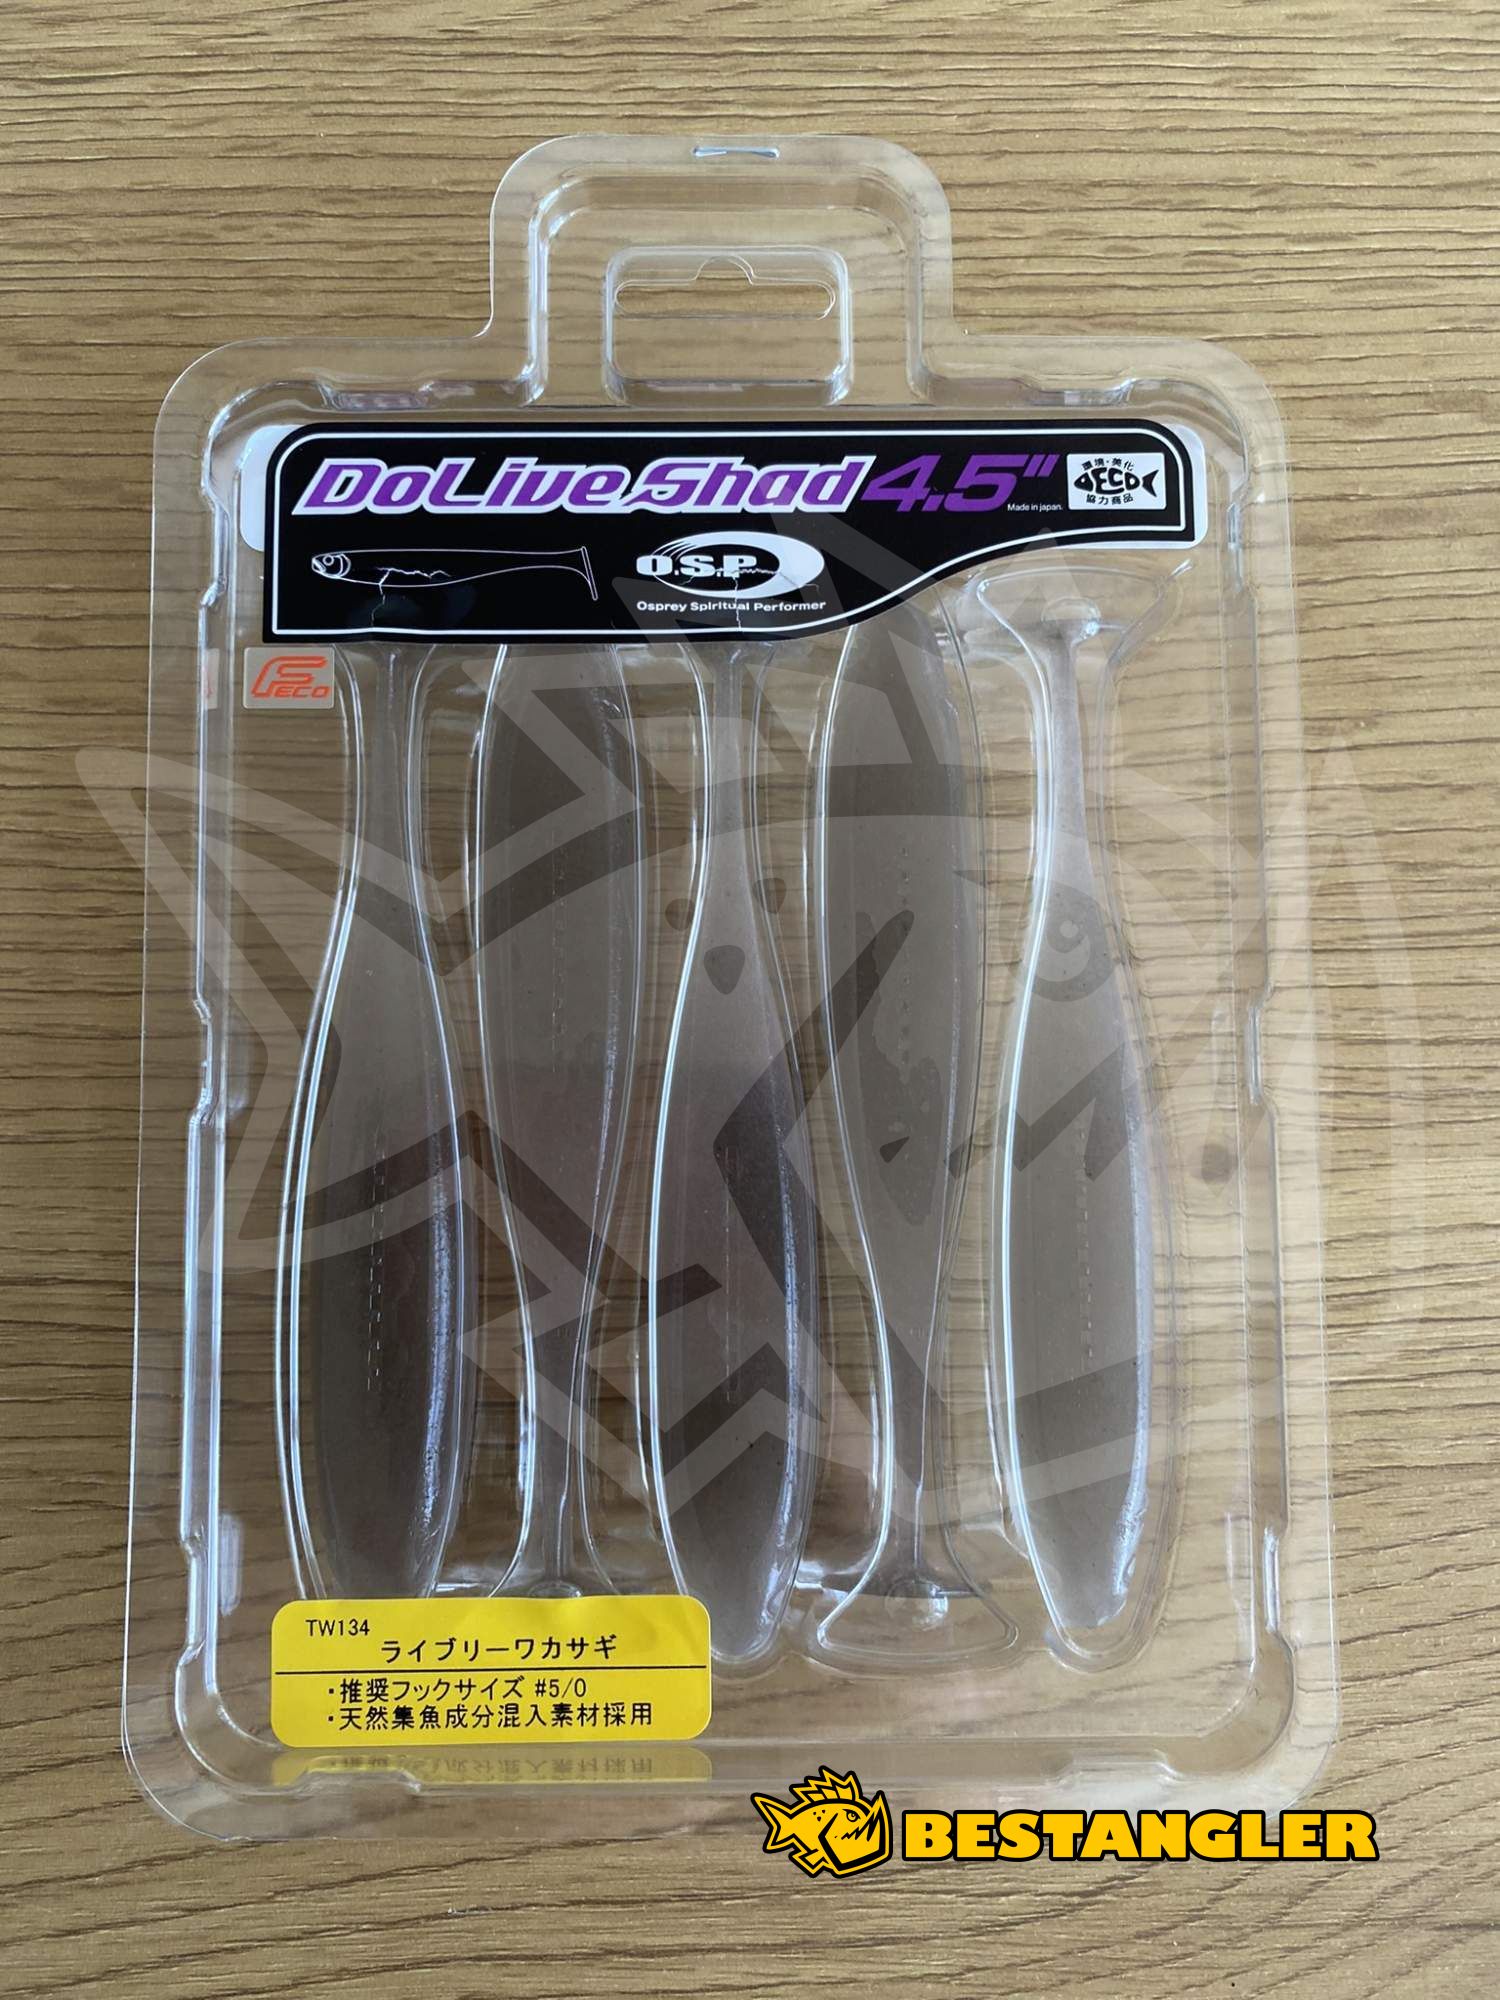 DoLive Shad 4.5"
Made in japan.
環境・美化
ECO
協力商品
O.S.P
Osprey Spiritual Performer
FECO
TW134
ライブリーワカサギ
・推奨フックサイズ #5/0
・天然集魚成分混入素材採用
BESTANGLER